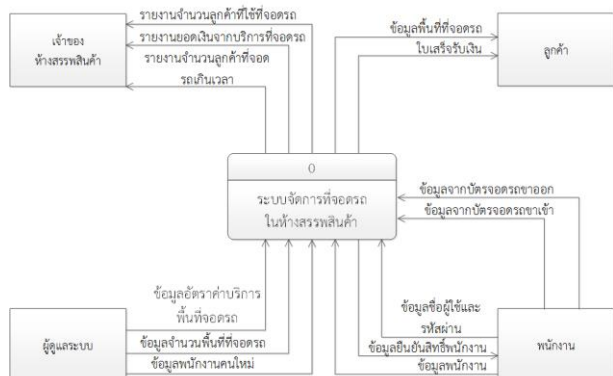 รายงานจำนวนลูกค้าที่ใช้ที่จอดรถ
รายงานยอดเงินจากบริการที่จอดรถ
รายงานจำนวนลูกค้าที่จอด
รถเกินเวลา
เจ้าของ
ห้างสรรพสินค้า
ข้อมูลพื้นที่ที่จอดรถ
ใบเสร็จรับเงิน
ลูกค้า
0
ระบบจัดการที่จอดรถ
ในห้างสรรพสินค้า
ข้อมูลจากบัตรจอดรถขาออก
ข้อมูลจากบัตรจอดรถขาเข้า
ข้อมูลอัตราค่าบริการ
พื้นที่จอดรถ
ข้อมูลจำนวนพื้นที่ที่จอดรถ
ข้อมูลพนักงานคนใหม่
ผู้ดูแลระบบ
ข้อมูลชื่อผู้ใช้และ
รหัสผ่าน
ข้อมูลยืนยันสิทธิ์พนักงาน
ข้อมูลพนักงาน
พนักงาน